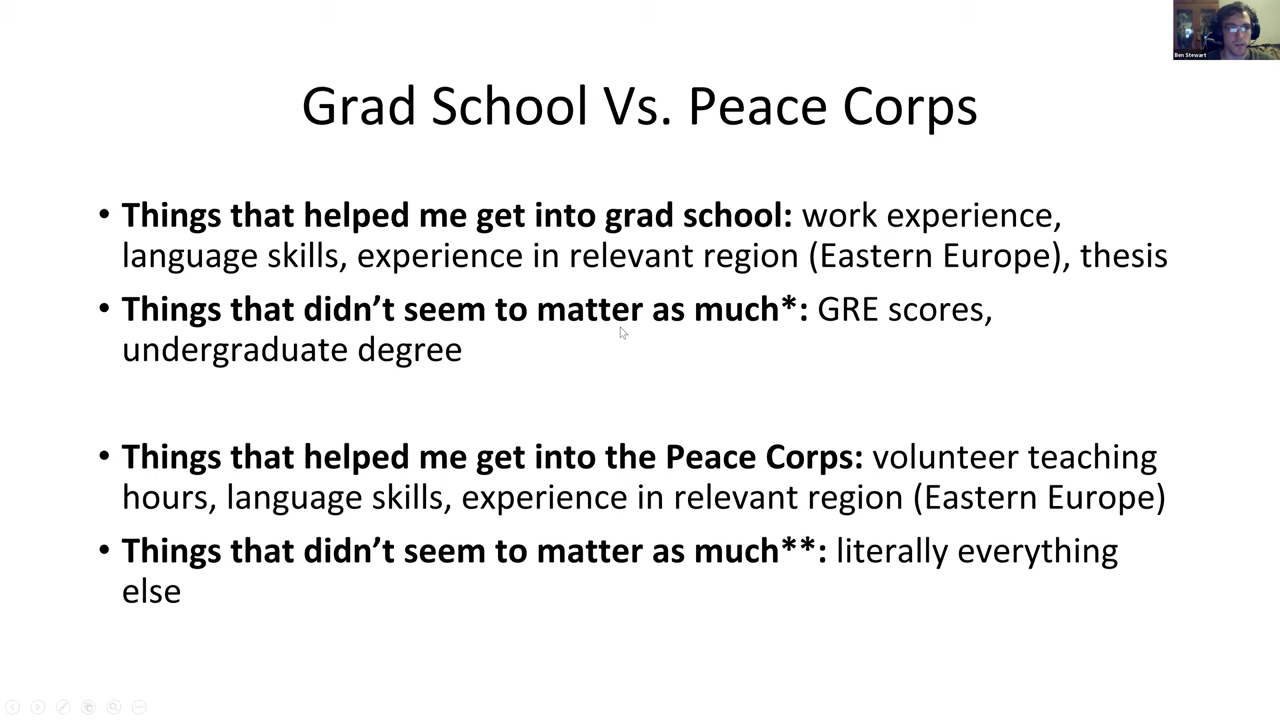 Ben Stewart
Grad School Vs. Peace Corps
• Things that helped me get into grad school: work experience,
language skills, experience in relevant region (Eastern Europe), thesis
• Things that didn’t seem to matter as much*: GRE scores,
undergraduate degree
• Things that helped me get into the Peace Corps: volunteer teaching
hours, language skills, experience in relevant region (Eastern Europe)
• Things that didn’t seem to matter as much**: literally everything
else